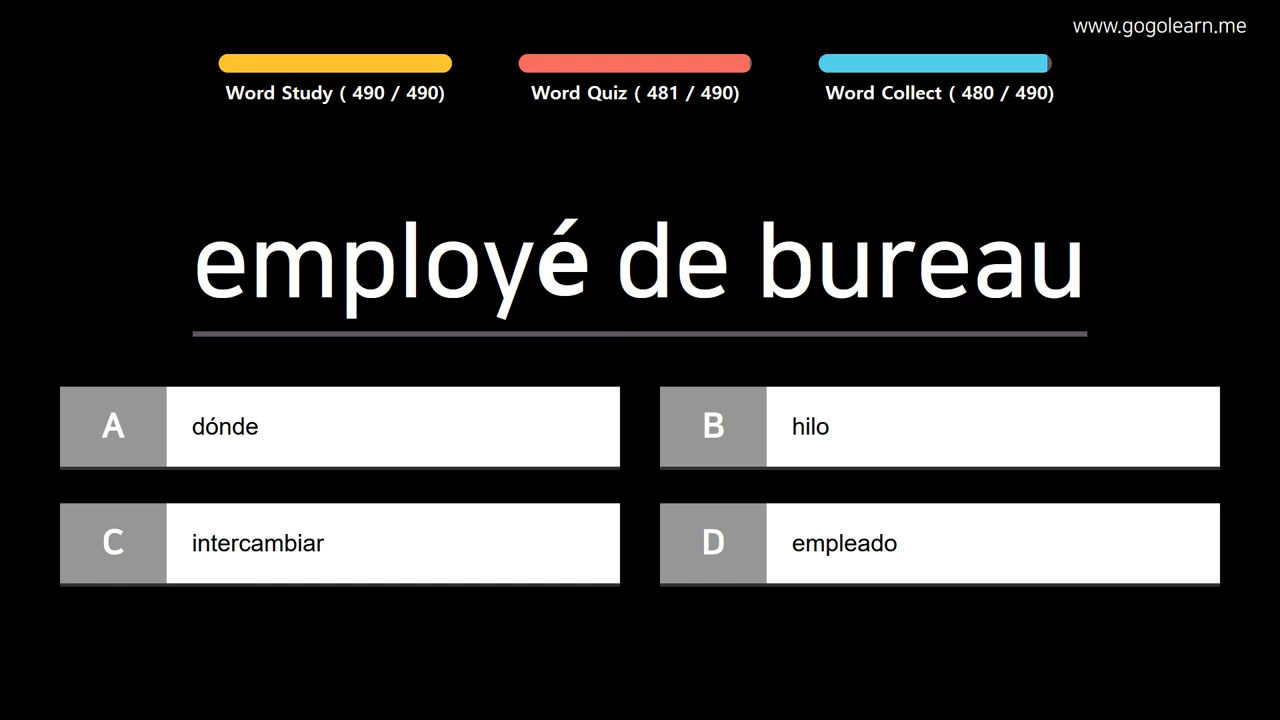 www.gogolearn.me
Word Study ( 490 / 490)
Word Quiz ( 481 / 490)
Word Collect ( 480 / 490)
employé de bureau
A
dónde
B
hilo
C
intercambiar
D
empleado